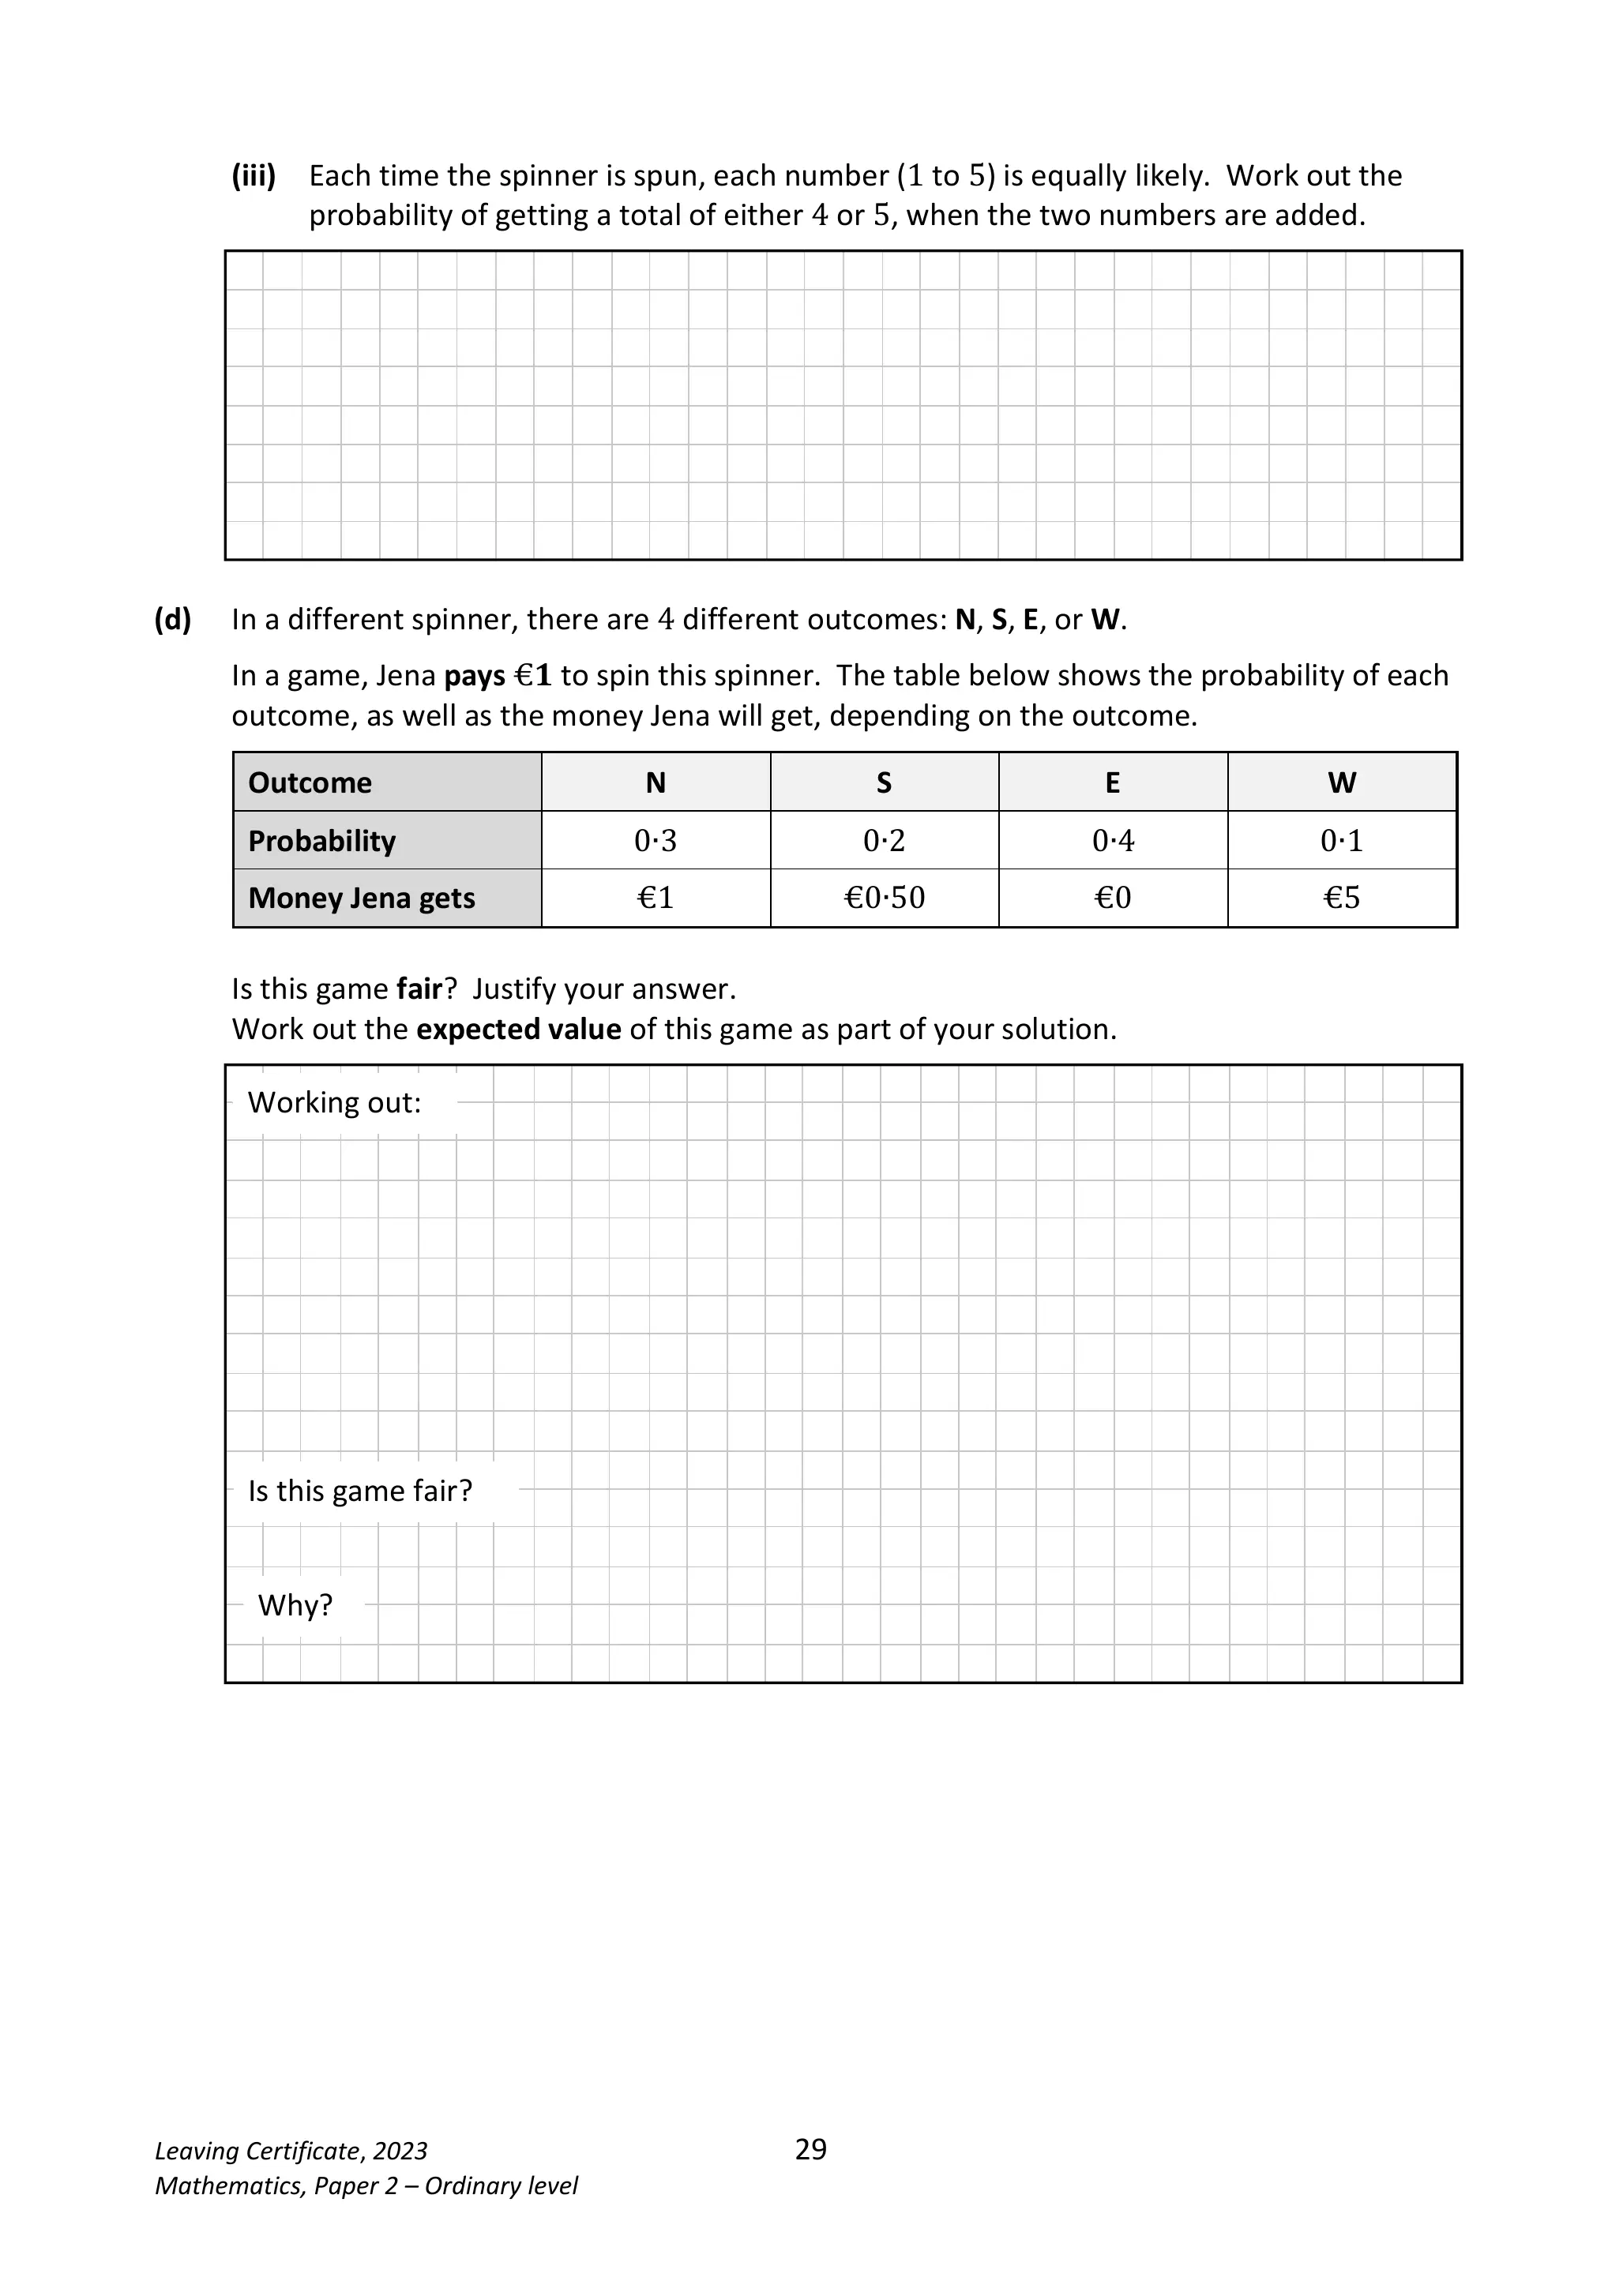 (iii) Each time the spinner is spun, each number (1 to 5) is equally likely. Work out the
probability of getting a total of either 4 or 5, when the two numbers are added.
(d) In a different spinner, there are 4 different outcomes: N, S, E, or W.
In a game, Jena pays €1 to spin this spinner. The table below shows the probability of each
outcome, as well as the money Jena will get, depending on the outcome.
Outcome N S E W
Probability 0·3 0·2 0·4 0·1
Money Jena gets €1 €0·50 €0 €5
Is this game fair? Justify your answer.
Work out the expected value of this game as part of your solution.
Working out:
Is this game fair?
Why?
Leaving Certificate, 2023 29
Mathematics, Paper 2 – Ordinary level